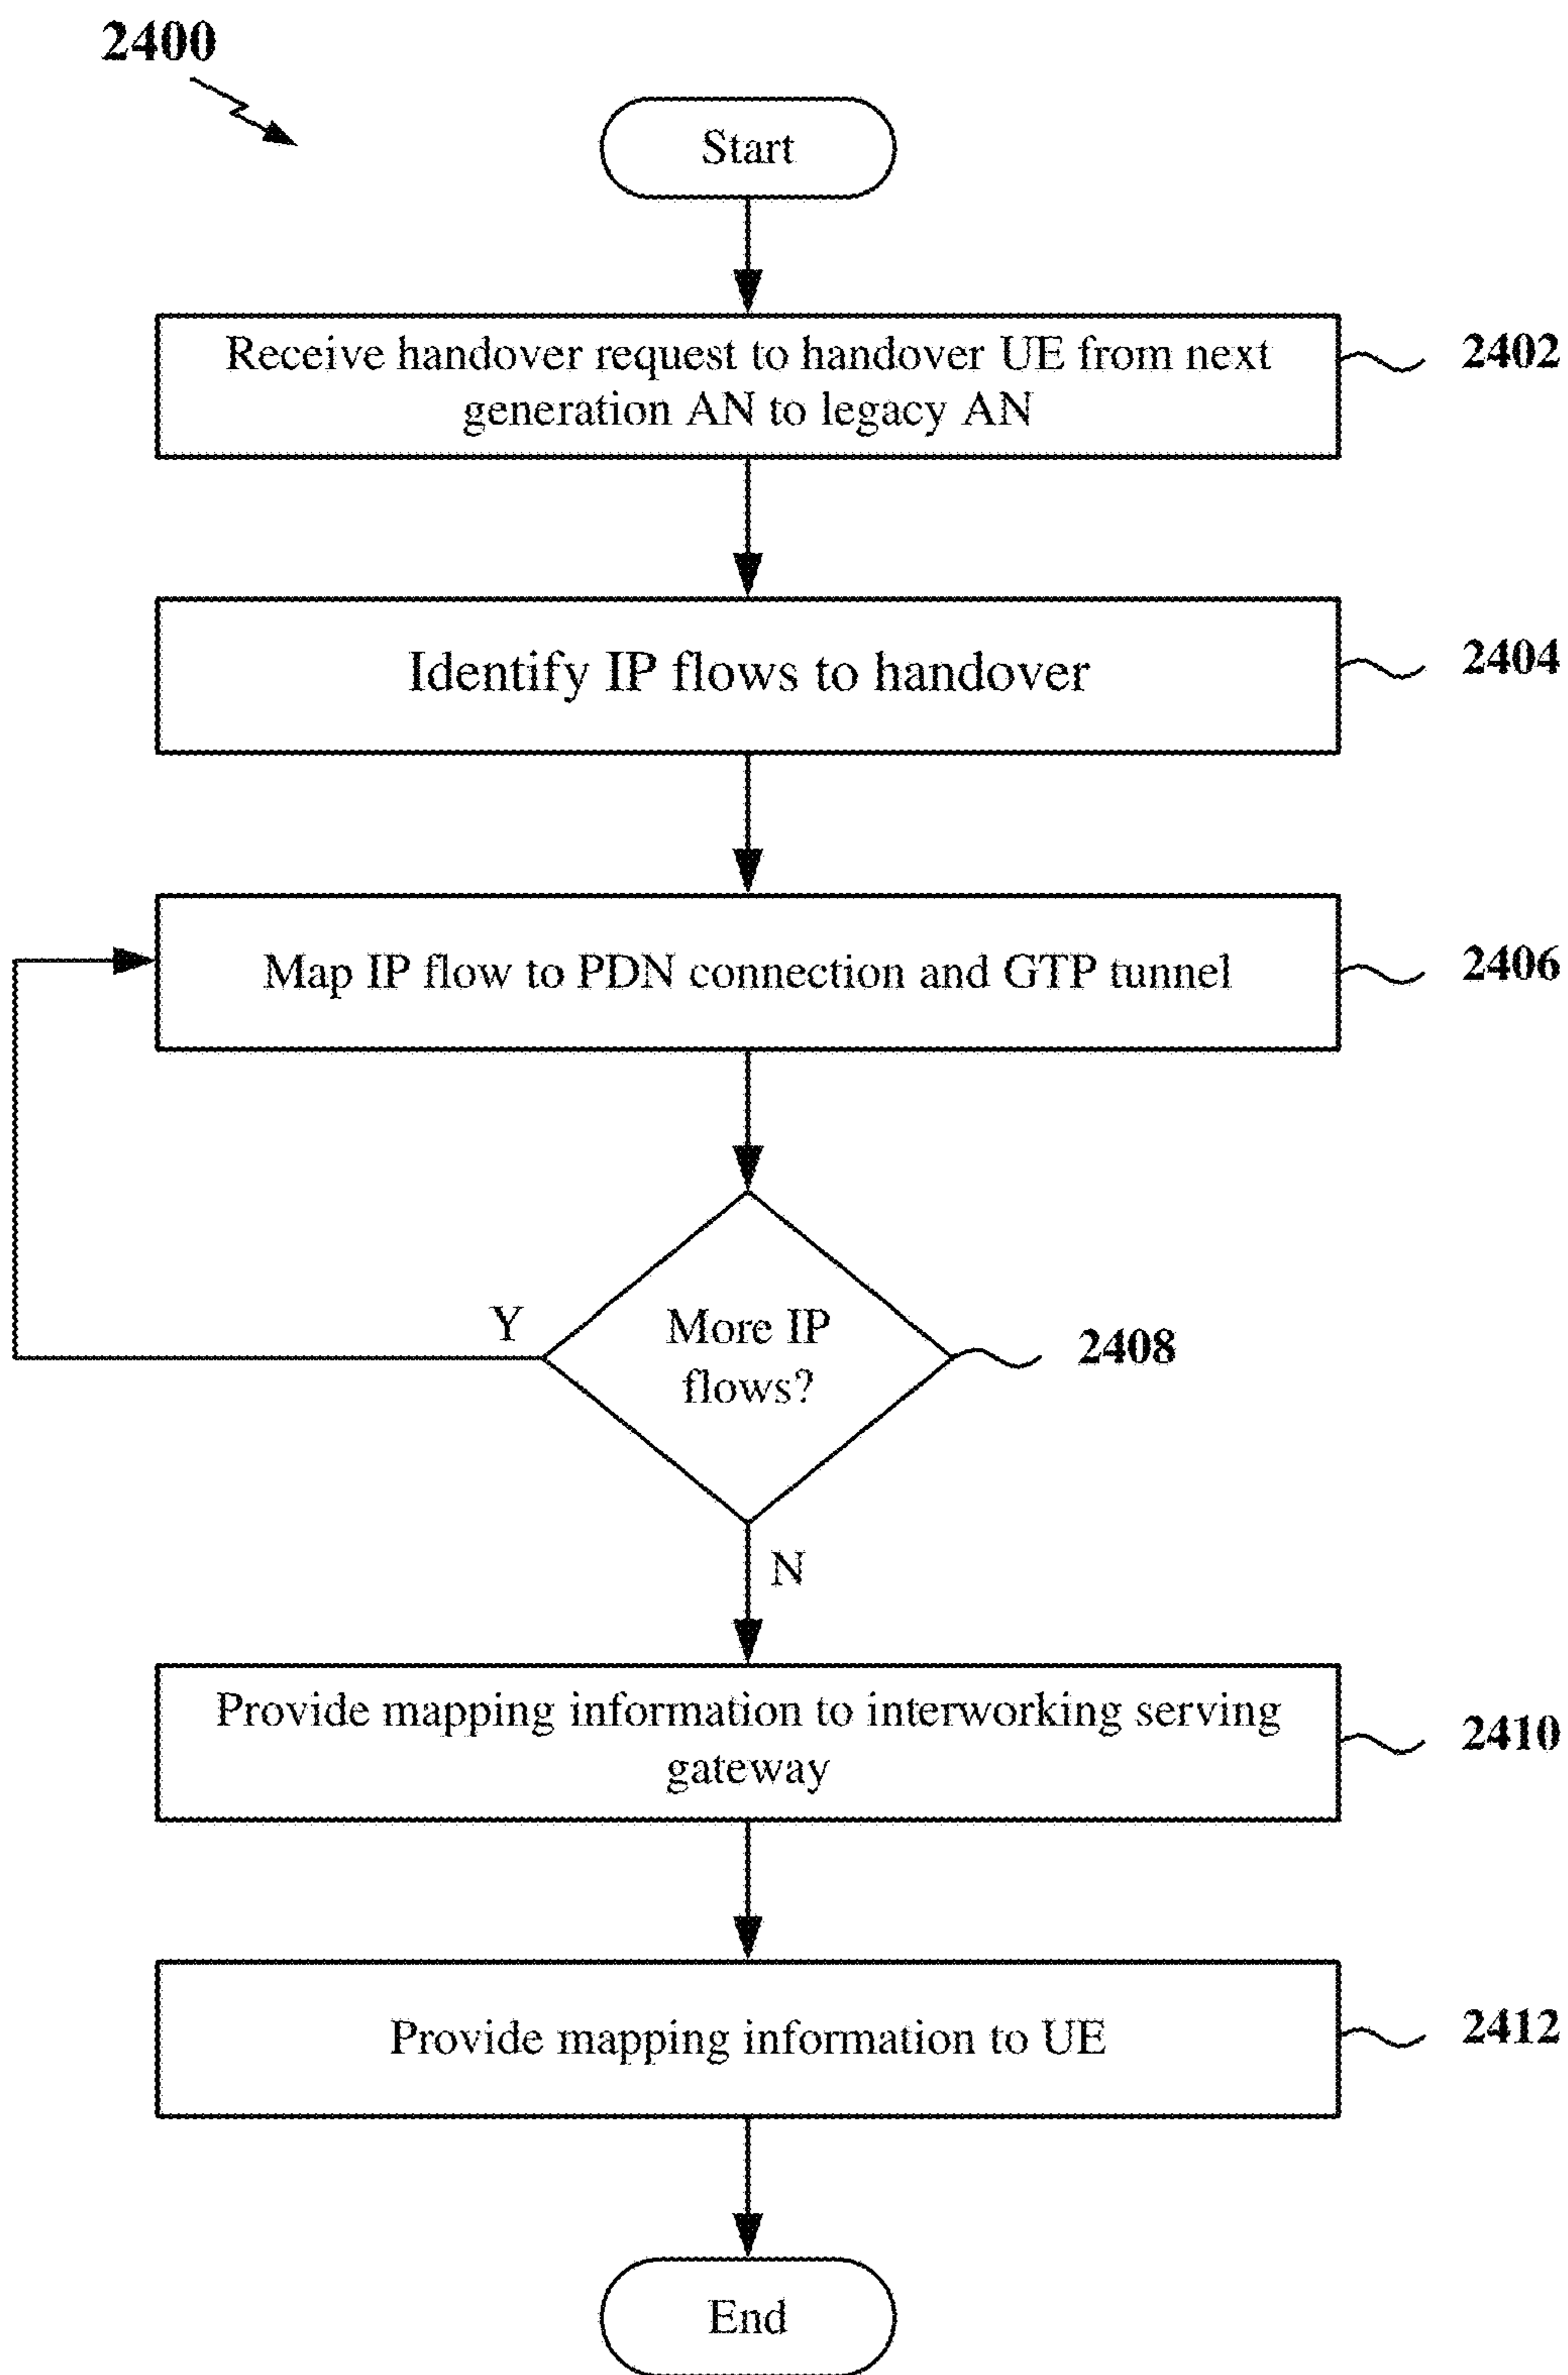 2400
Start
Receive handover request to handover UE from next
generation AN to legacy AN
2402
Identify IP flows to handover
2404
Map IP flow to PDN connection and GTP tunnel
2406
More IP
flows?
Y
2408
N
Provide mapping information to interworking serving
gateway
2410
Provide mapping information to UE
2412
End